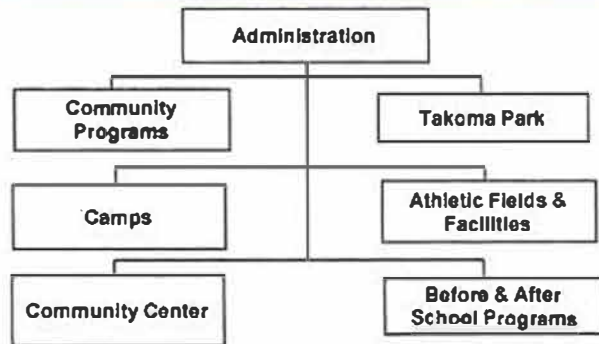 Administration
Community
Programs
Takoma Park
Camps
Athletic Fields &
Facilities
Community Center
Before & After
School Programs